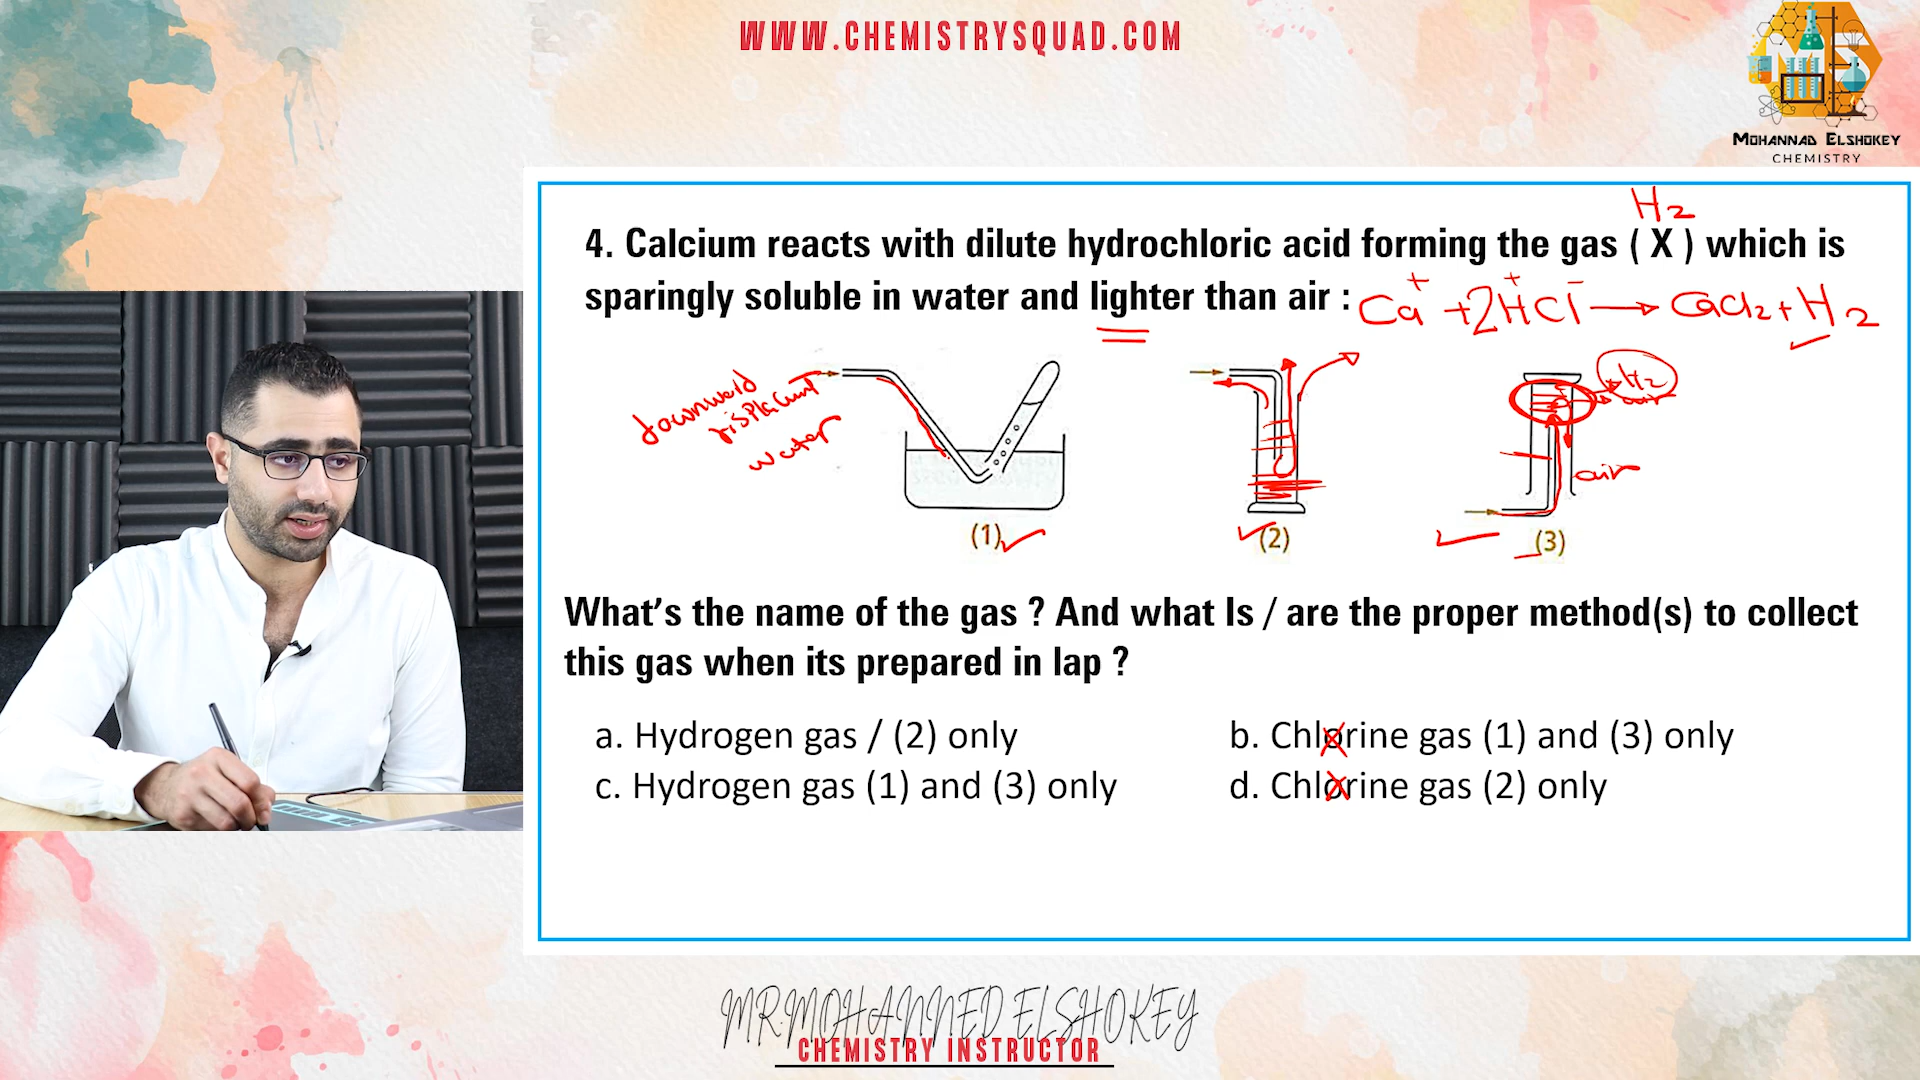 WWW.CHEMISTRYSQUAD.COM
MS
MOHANNAD ELSHOKEY
CHEMISTRY
H2
4. Calcium reacts with dilute hydrochloric acid forming the gas ( X ) which is
sparingly soluble in water and lighter than air :
Ca + 2HCl → CaCl2 + H2
downward
water
H2
air
air
(1) (2) (3)
What's the name of the gas ? And what Is / are the proper method(s) to collect
this gas when its prepared in lap ?
a. Hydrogen gas / (2) only
b. Chlorine gas (1) and (3) only
c. Hydrogen gas (1) and (3) only
d. Chlorine gas (2) only
MR.MOHANNED ELSHOKEY
CHEMISTRY INSTRUCTOR